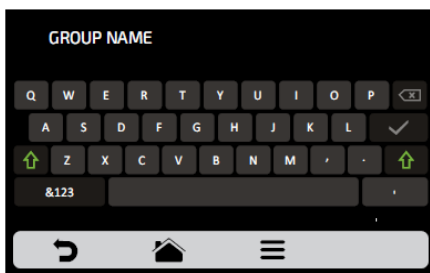 GROUP NAME
Q W E R T Y U I O P
A S D F G H J K L
Z X C V B N M , .
&123 '
'